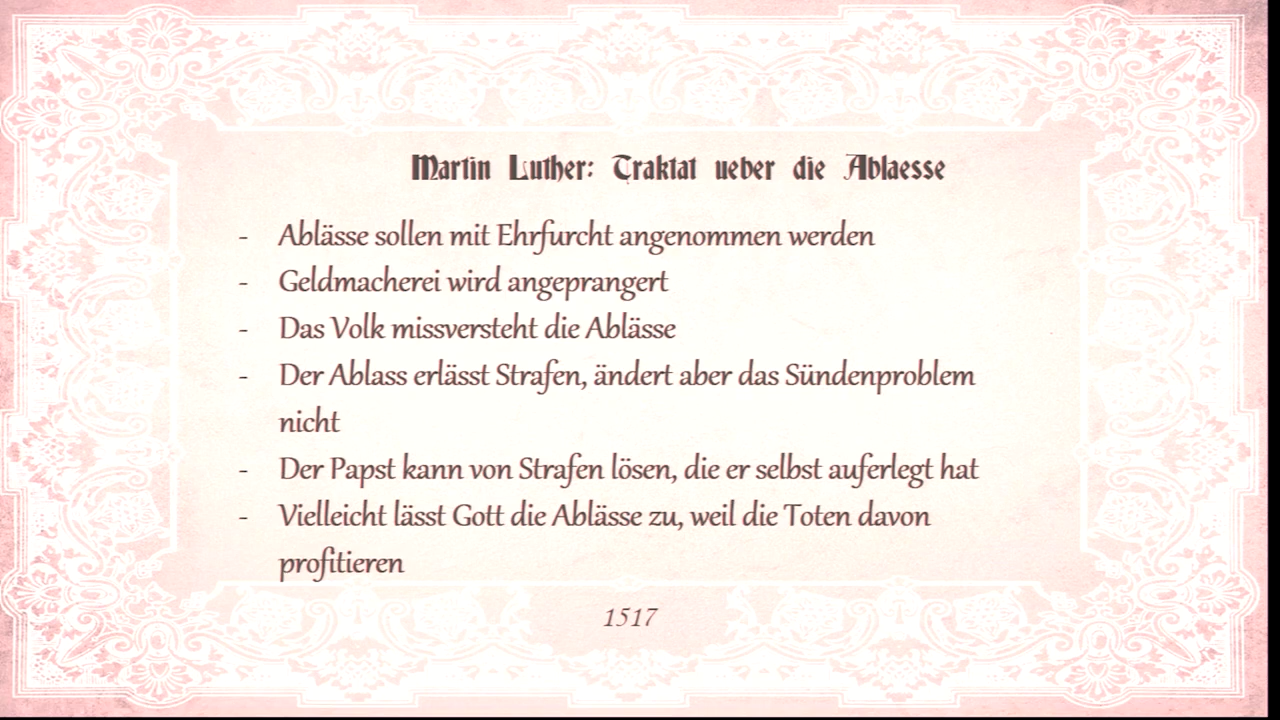 Martin Luther: Traktat ueber die Ablaesse
- Ablässe sollen mit Ehrfurcht angenommen werden
- Geldmacherei wird angeprangert
- Das Volk missversteht die Ablässe
- Der Ablass erlässt Strafen, ändert aber das Sündenproblem
nicht
- Der Papst kann von Strafen lösen, die er selbst auferlegt hat
- Vielleicht lässt Gott die Ablässe zu, weil die Toten davon
profitieren
1517